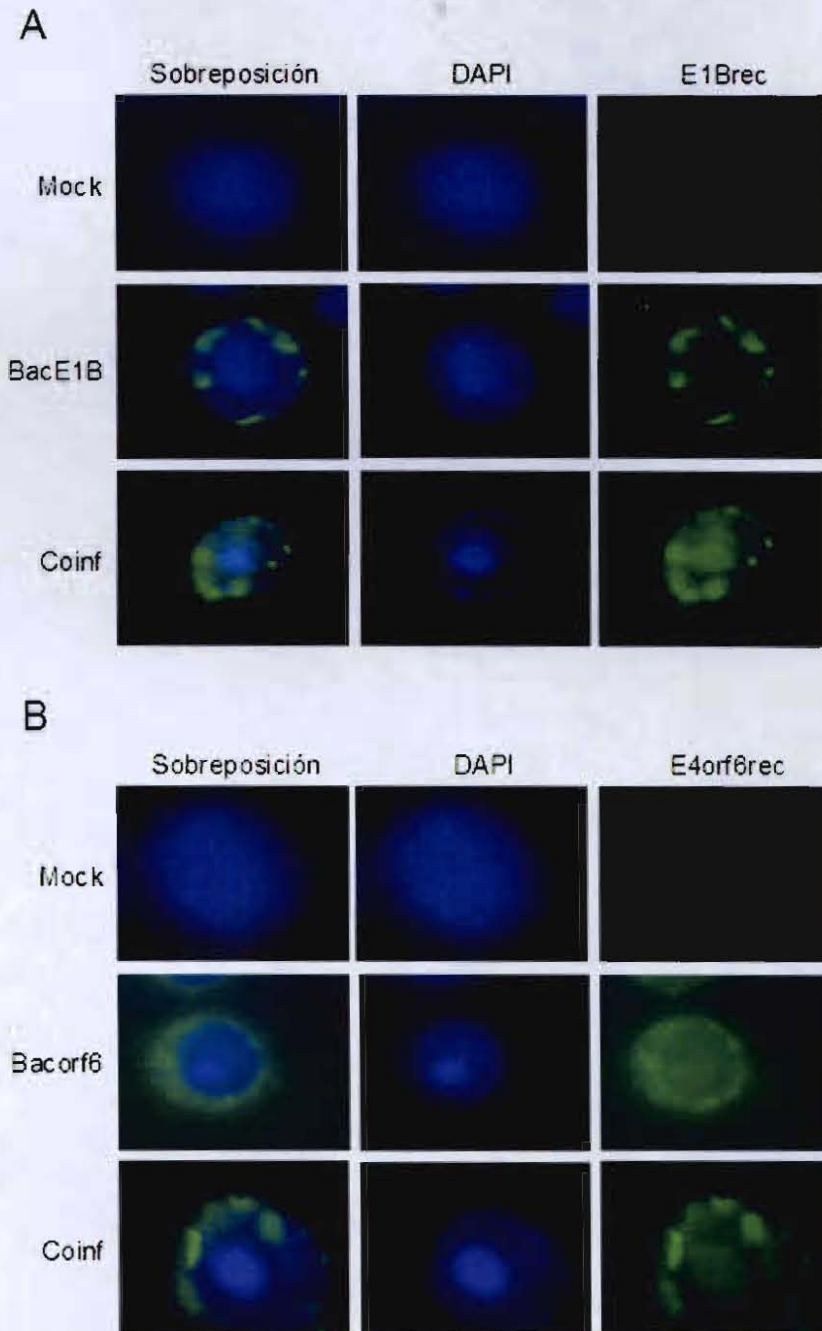 A
Sobreposición DAPI E1Brec
Mock
BacE1B
Coinf
B
Sobreposición DAPI E4orf6rec
Mock
Bacorf6
Coinf